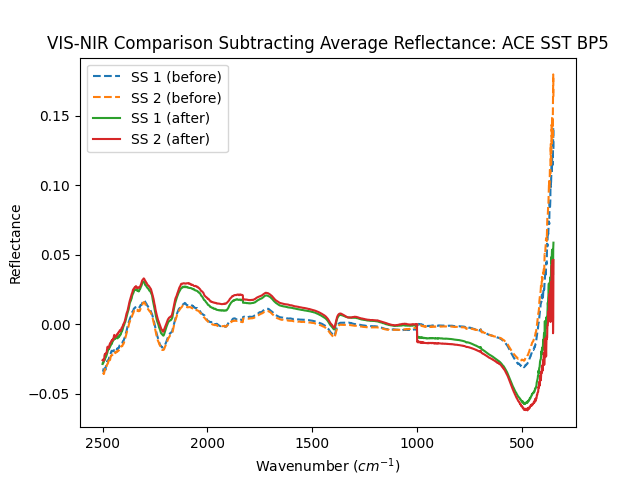 VIS-NIR Comparison Subtracting Average Reflectance: ACE SST BP5
SS 1 (before)
SS 2 (before)
SS 1 (after)
SS 2 (after)
Reflectance
0.15
0.10
0.05
0.00
−0.05
2500 2000 1500 1000 500
Wavenumber (cm⁻¹)